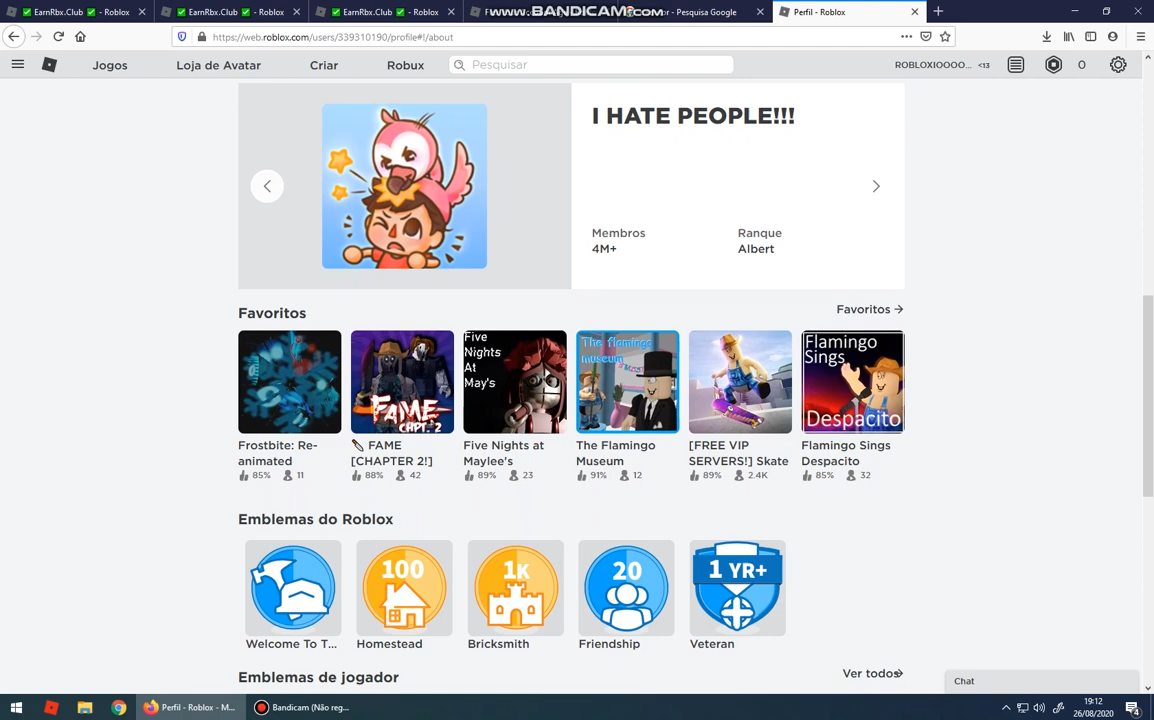 EarnRbx.Club ✅ - Roblox
✅ EarnRbx.Club ✅ - Roblox
✅ EarnRbx.Club ✅ - Roblox
www.BANDICAM.com
- Pesquisa Google
Perfil - Roblox
https://web.roblox.com/users/339310190/profile#!/about
Jogos
Loja de Avatar
Criar
Robux
Pesquisar
ROBLOXIOOOO... <13
0
I HATE PEOPLE!!!
Membros
4M+
Ranque
Albert
Favoritos
Favoritos →
FAME
CHPT. 2
Five
Nights
At
May's
The flamingo
Museum
Flamingo
Sings
Despacito
Frostbite: Re-
animated
85% 11
🔪 FAME
[CHAPTER 2!]
88% 42
Five Nights at
Maylee's
89% 23
The Flamingo
Museum
91% 12
[FREE VIP
SERVERS!] Skate
89% 2.4K
Flamingo Sings
Despacito
85% 32
Emblemas do Roblox
100
1K
20
1 YR+
Welcome To T...
Homestead
Bricksmith
Friendship
Veteran
Emblemas de jogador
Ver todos→
Chat
Perfil - Roblox - M...
Bandicam (Não reg...
19:12
26/08/2020
4